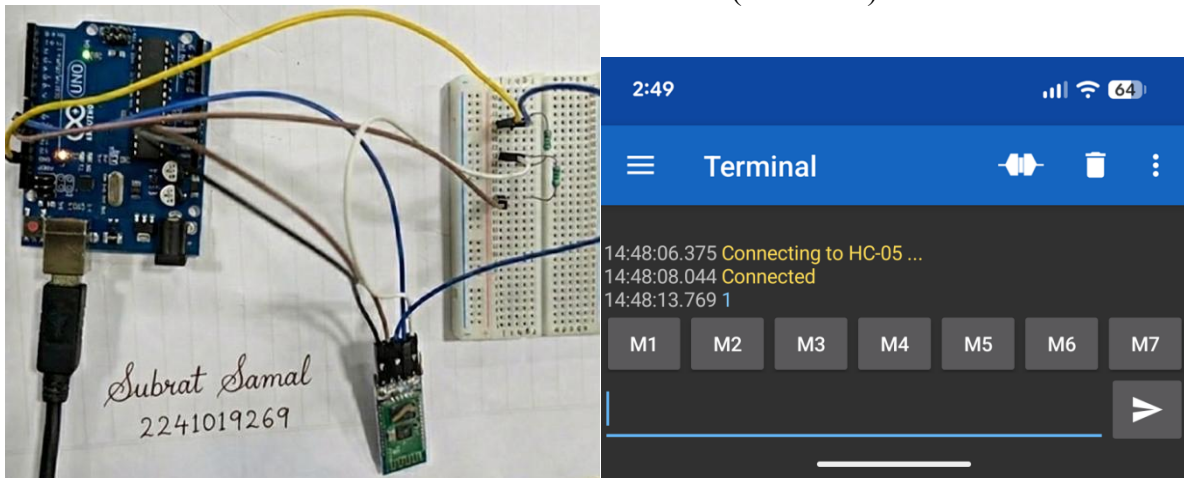 UNO
ARDUINO
Subrat Samal
2241019269
2:49
64
Terminal
14:48:06.375 Connecting to HC-05 ...
14:48:08.044 Connected
14:48:13.769 1
M1 M2 M3 M4 M5 M6 M7